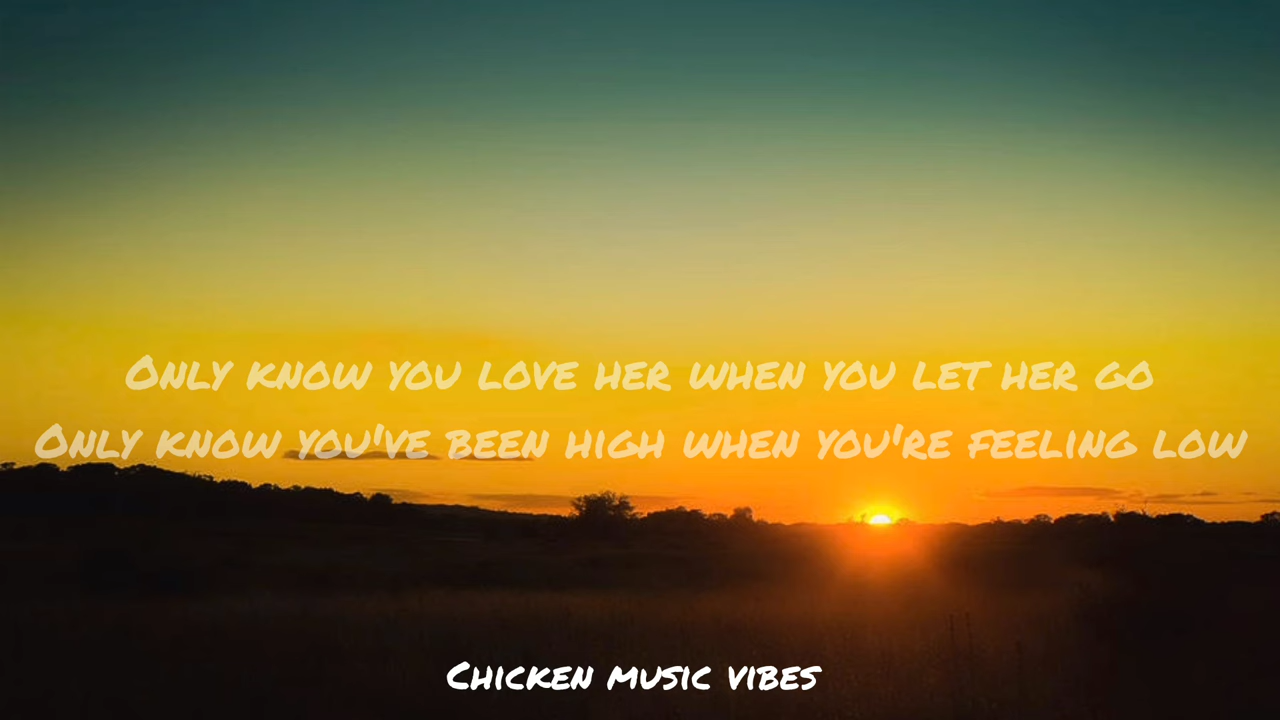 Only know you love her when you let her go
Only know you've been high when you're feeling low
Chicken music vibes